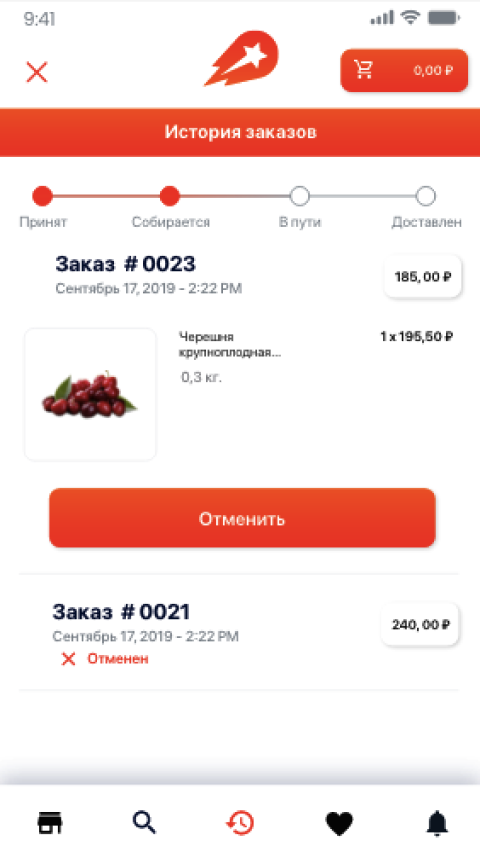 9:41
0,00 ₽
История заказов
Принят Собирается В пути Доставлен
Заказ # 0023
185, 00 ₽
Сентябрь 17, 2019 - 2:22 PM
Черешня
1 x 195,50 ₽
крупноплодная...
0,3 кг.
Отменить
Заказ # 0021
240, 00 ₽
Сентябрь 17, 2019 - 2:22 PM
Отменен